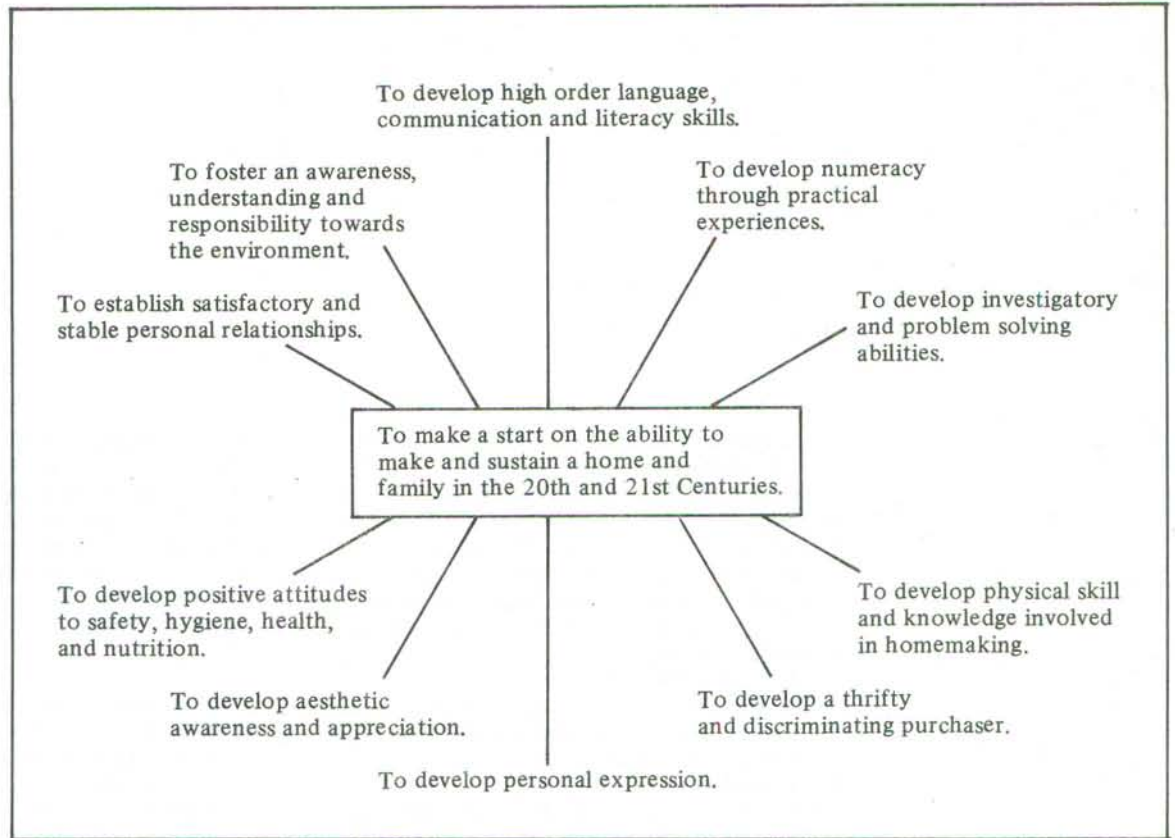 To develop high order language,
communication and literacy skills.
To foster an awareness,
understanding and
responsibility towards
the environment.
To develop numeracy
through practical
experiences.
To establish satisfactory and
stable personal relationships.
To develop investigatory
and problem solving
abilities.
To make a start on the ability to
make and sustain a home and
family in the 20th and 21st Centuries.
To develop positive attitudes
to safety, hygiene, health,
and nutrition.
To develop physical skill
and knowledge involved
in homemaking.
To develop aesthetic
awareness and appreciation.
To develop a thrifty
and discriminating purchaser.
To develop personal expression.